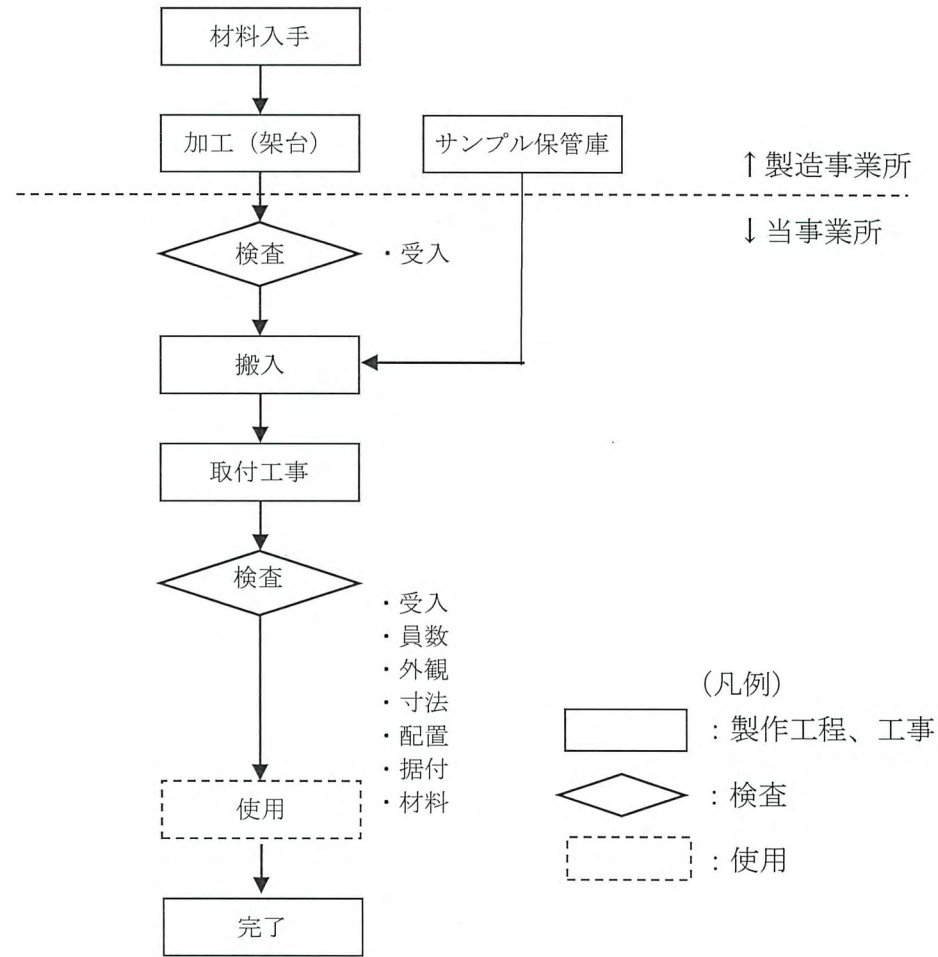 材料入手
加工（架台）
サンプル保管庫
↑製造事業所
↓当事業所
検査
・受入
搬入
取付工事
検査
・受入
・員数
・外観
・寸法
・配置
・据付
・材料
使用
完了
（凡例）
：製作工程、工事
：検査
：使用